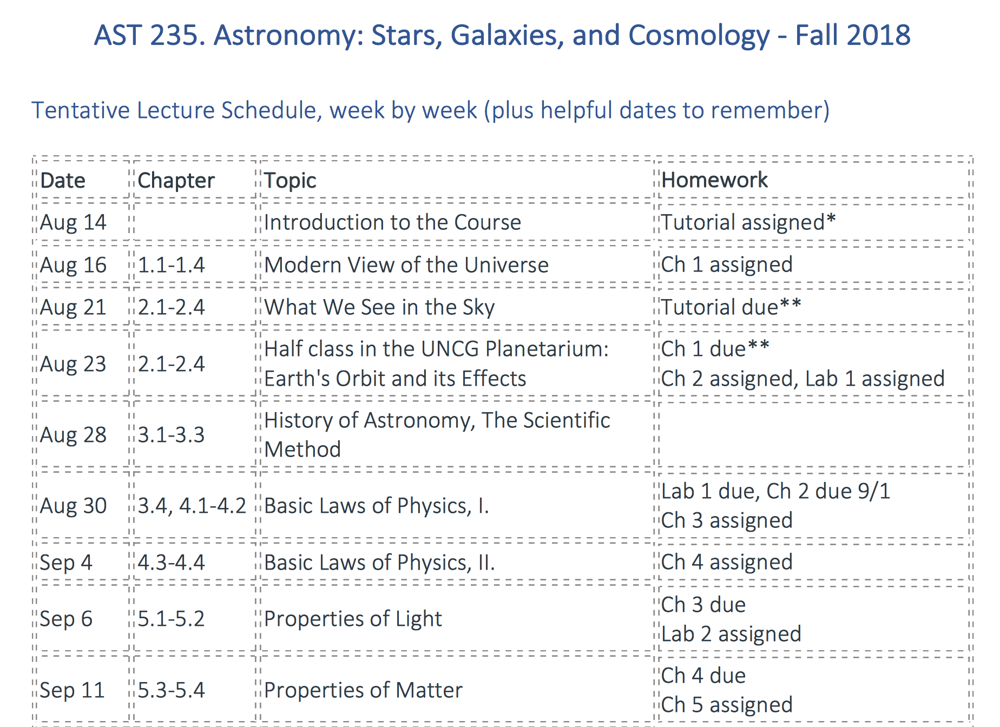 AST 235. Astronomy: Stars, Galaxies, and Cosmology - Fall 2018
Tentative Lecture Schedule, week by week (plus helpful dates to remember)
Date Chapter Topic Homework
Aug 14 Introduction to the Course Tutorial assigned*
Aug 16 1.1-1.4 Modern View of the Universe Ch 1 assigned
Aug 21 2.1-2.4 What We See in the Sky Tutorial due**
Aug 23 2.1-2.4 Half class in the UNCG Planetarium:
Earth's Orbit and its Effects
Ch 1 due**
Ch 2 assigned, Lab 1 assigned
Aug 28 3.1-3.3 History of Astronomy, The Scientific
Method
Aug 30 3.4, 4.1-4.2 Basic Laws of Physics, I.
Lab 1 due, Ch 2 due 9/1
Ch 3 assigned
Sep 4 4.3-4.4 Basic Laws of Physics, II. Ch 4 assigned
Sep 6 5.1-5.2 Properties of Light
Ch 3 due
Lab 2 assigned
Sep 11 5.3-5.4 Properties of Matter
Ch 4 due
Ch 5 assigned